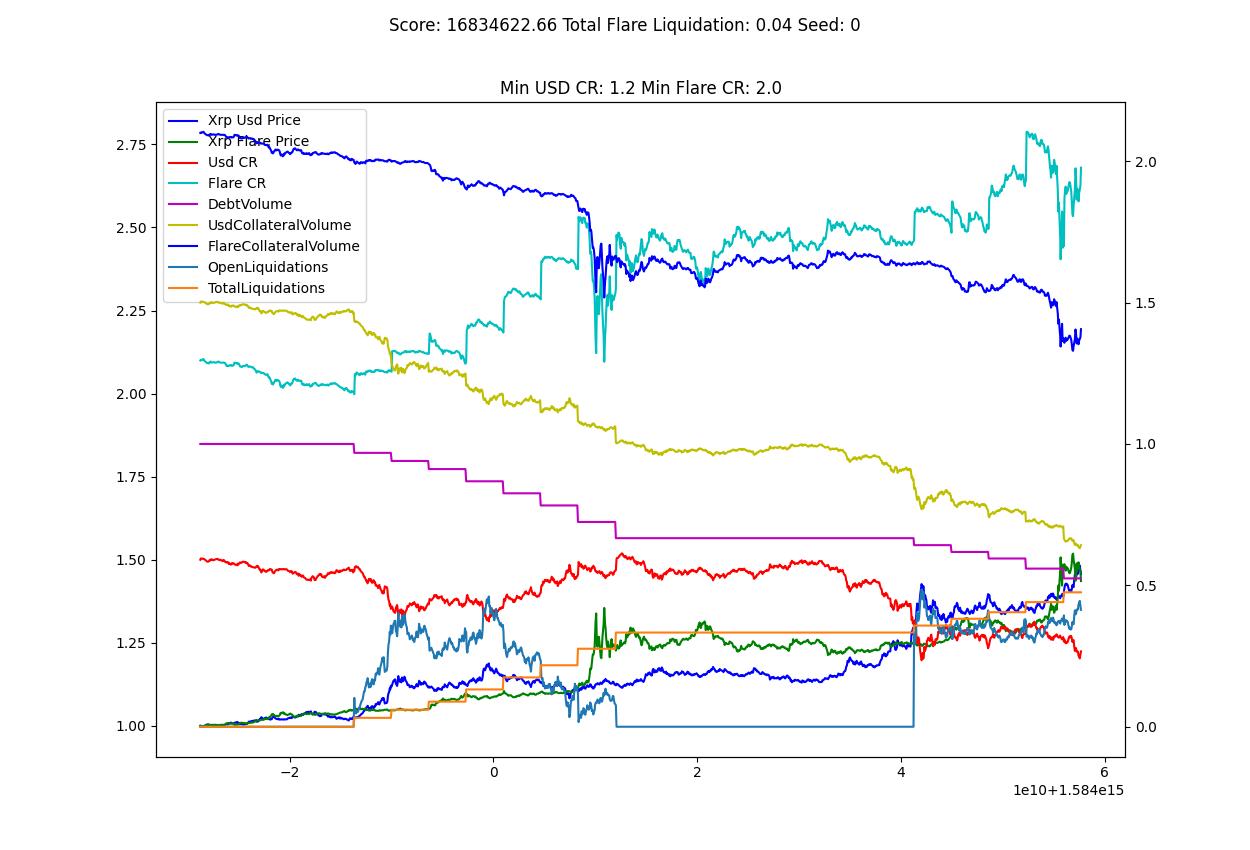 Score: 16834622.66 Total Flare Liquidation: 0.04 Seed: 0
Min USD CR: 1.2 Min Flare CR: 2.0
Xrp Usd Price
Xrp Flare Price
Usd CR
Flare CR
DebtVolume
UsdCollateralVolume
FlareCollateralVolume
OpenLiquidations
TotalLiquidations
2.75
2.50
2.25
2.00
1.75
1.50
1.25
1.00
2.0
1.5
1.0
0.5
0.0
−2 0 2 4 6
1e10+1.584e15